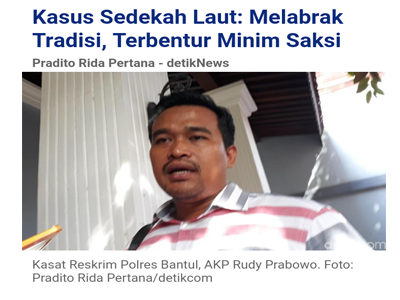 Kasus Sedekah Laut: Melabrak
Tradisi, Terbentur Minim Saksi
Pradito Rida Pertana - detikNews
Kasat Reskrim Polres Bantul, AKP Rudy Prabowo. Foto:
Pradito Rida Pertana/detikcom